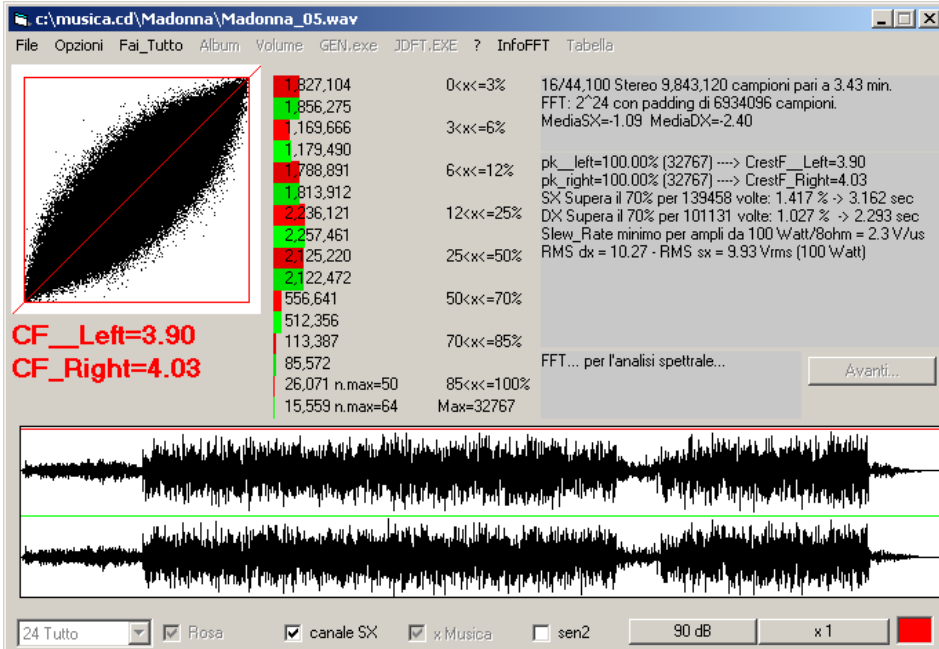 c:\musica.cd\Madonna\Madonna_05.wav
File Opzioni Fai_Tutto Album Volume GEN.exe JDFT.EXE ? InfoFFT Tabella
1,827,104 0<x<=3%
1,856,275
1,169,666 3<x<=6%
1,179,490
1,788,891 6<x<=12%
1,813,912
2,236,121 12<x<=25%
2,257,461
2,125,220 25<x<=50%
2,122,472
556,641 50<x<=70%
512,356
113,387 70<x<=85%
85,572
26,071 n.max=50 85<x<=100%
15,559 n.max=64 Max=32767
CF__Left=3.90
CF_Right=4.03
16/44,100 Stereo 9,843,120 campioni pari a 3.43 min.
FFT: 2^24 con padding di 6934096 campioni.
MediaSX=-1.09 MediaDX=-2.40
pk__left=100.00% (32767) ----> CrestF__Left=3.90
pk_right=100.00% (32767) ----> CrestF_Right=4.03
SX Supera il 70% per 139458 volte: 1.417 % -> 3.162 sec
DX Supera il 70% per 101131 volte: 1.027 % -> 2.293 sec
Slew_Rate minimo per ampli da 100 Watt/8ohm = 2.3 V/us
RMS dx = 10.27 - RMS sx = 9.93 Vrms (100 Watt)
FFT... per l'analisi spettrale...
Avanti...
24 Tutto Rosa canale SX x Musica sen2 90 dB x 1